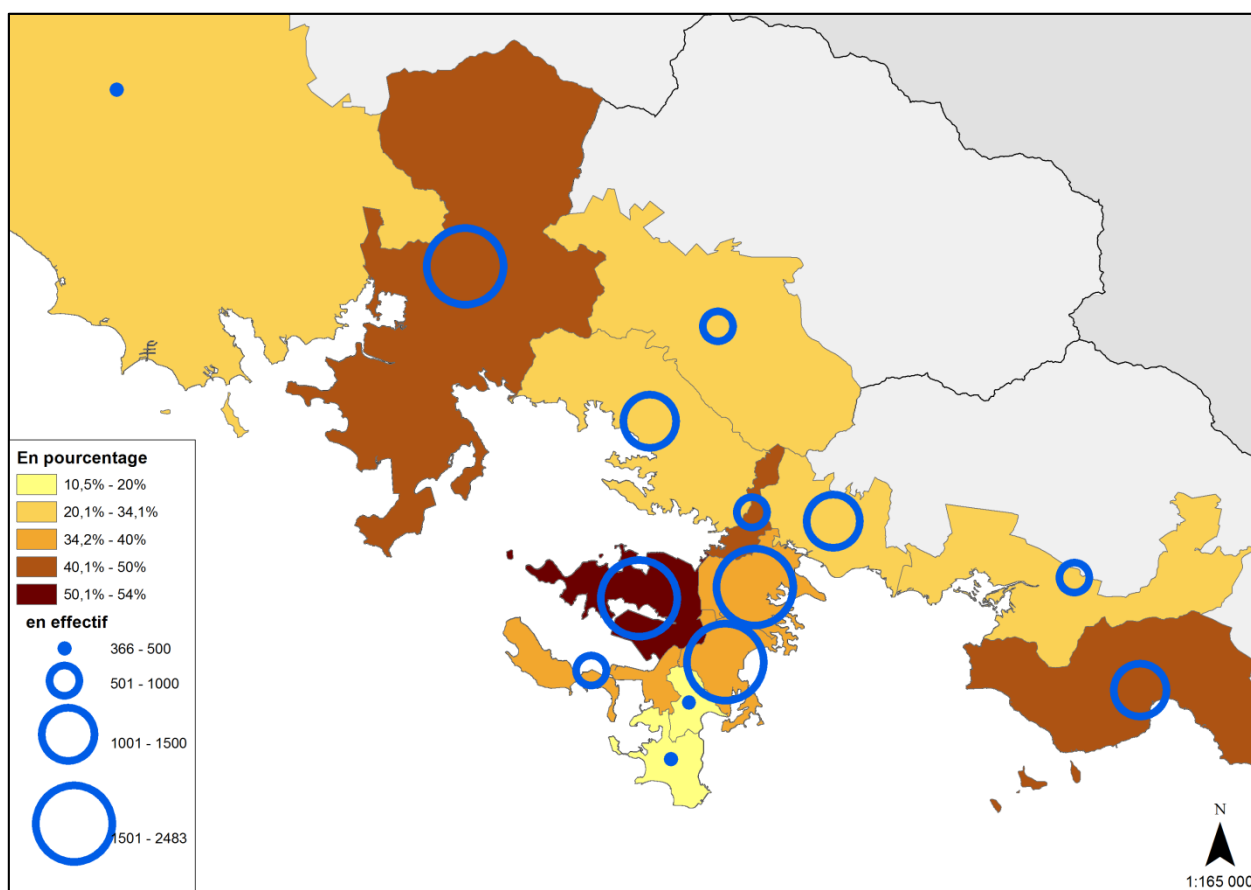 En pourcentage
10,5% - 20%
20,1% - 34,1%
34,2% - 40%
40,1% - 50%
50,1% - 54%
en effectif
366 - 500
501 - 1000
1001 - 1500
1501 - 2483
N
1:165 000